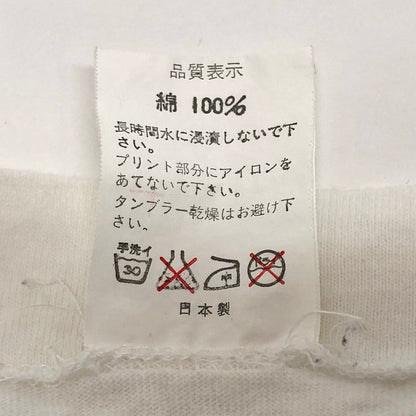 品質表示
綿 100%
長時間水に浸漬しないで下
さい。
プリント部分にアイロンを
あてないで下さい。
タンブラー乾燥はお避け下
さい。
手洗イ
30
日本製